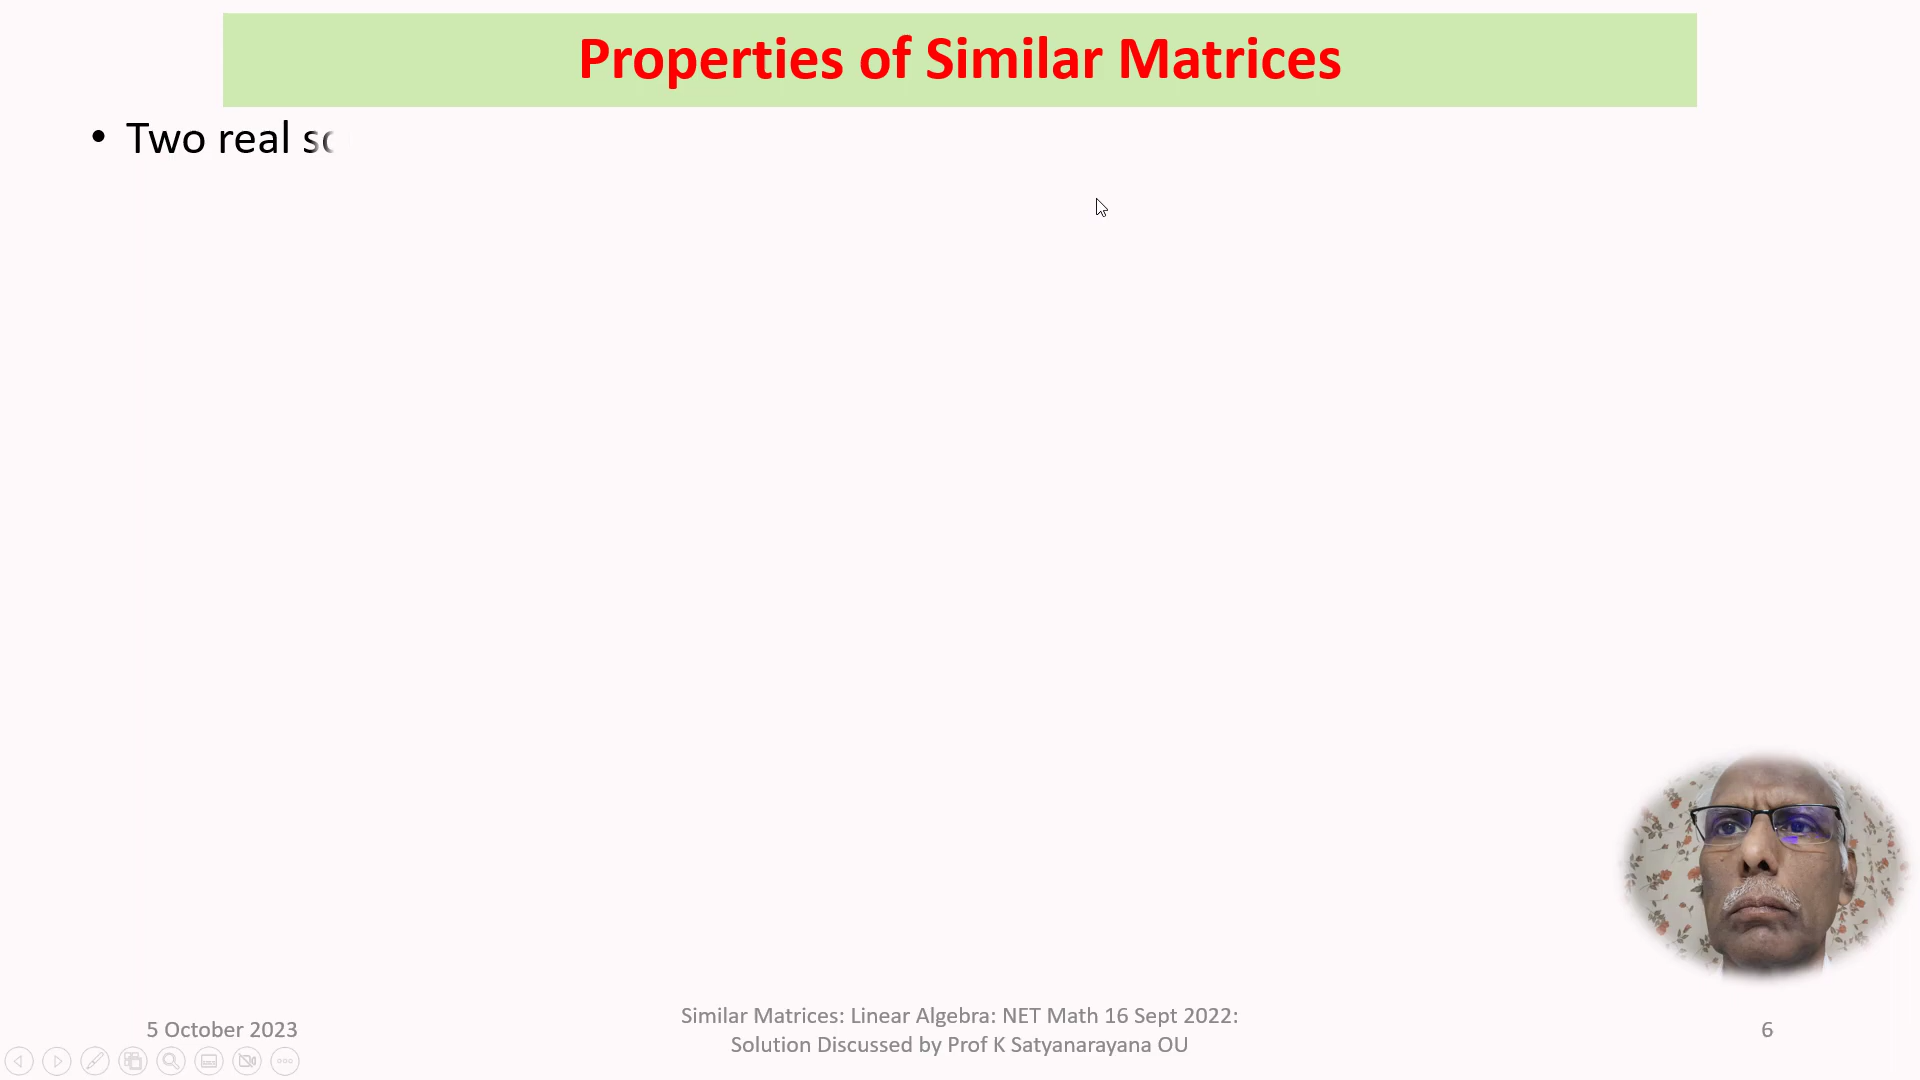 Properties of Similar Matrices
• Two real
5 October 2023
Similar Matrices: Linear Algebra: NET Math 16 Sept 2022:
Solution Discussed by Prof K Satyanarayana OU
6